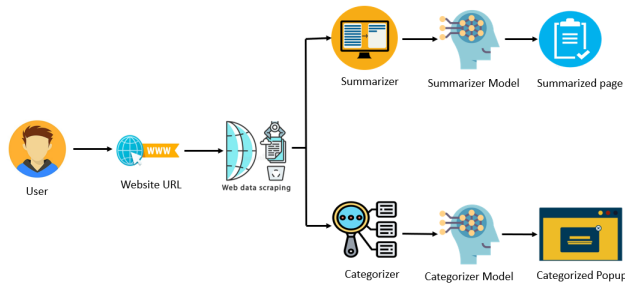 Summarizer
Summarizer Model
Summarized page
WWW
User
Website URL
Web data scraping
Categorizer
Categorizer Model
Categorized Popup